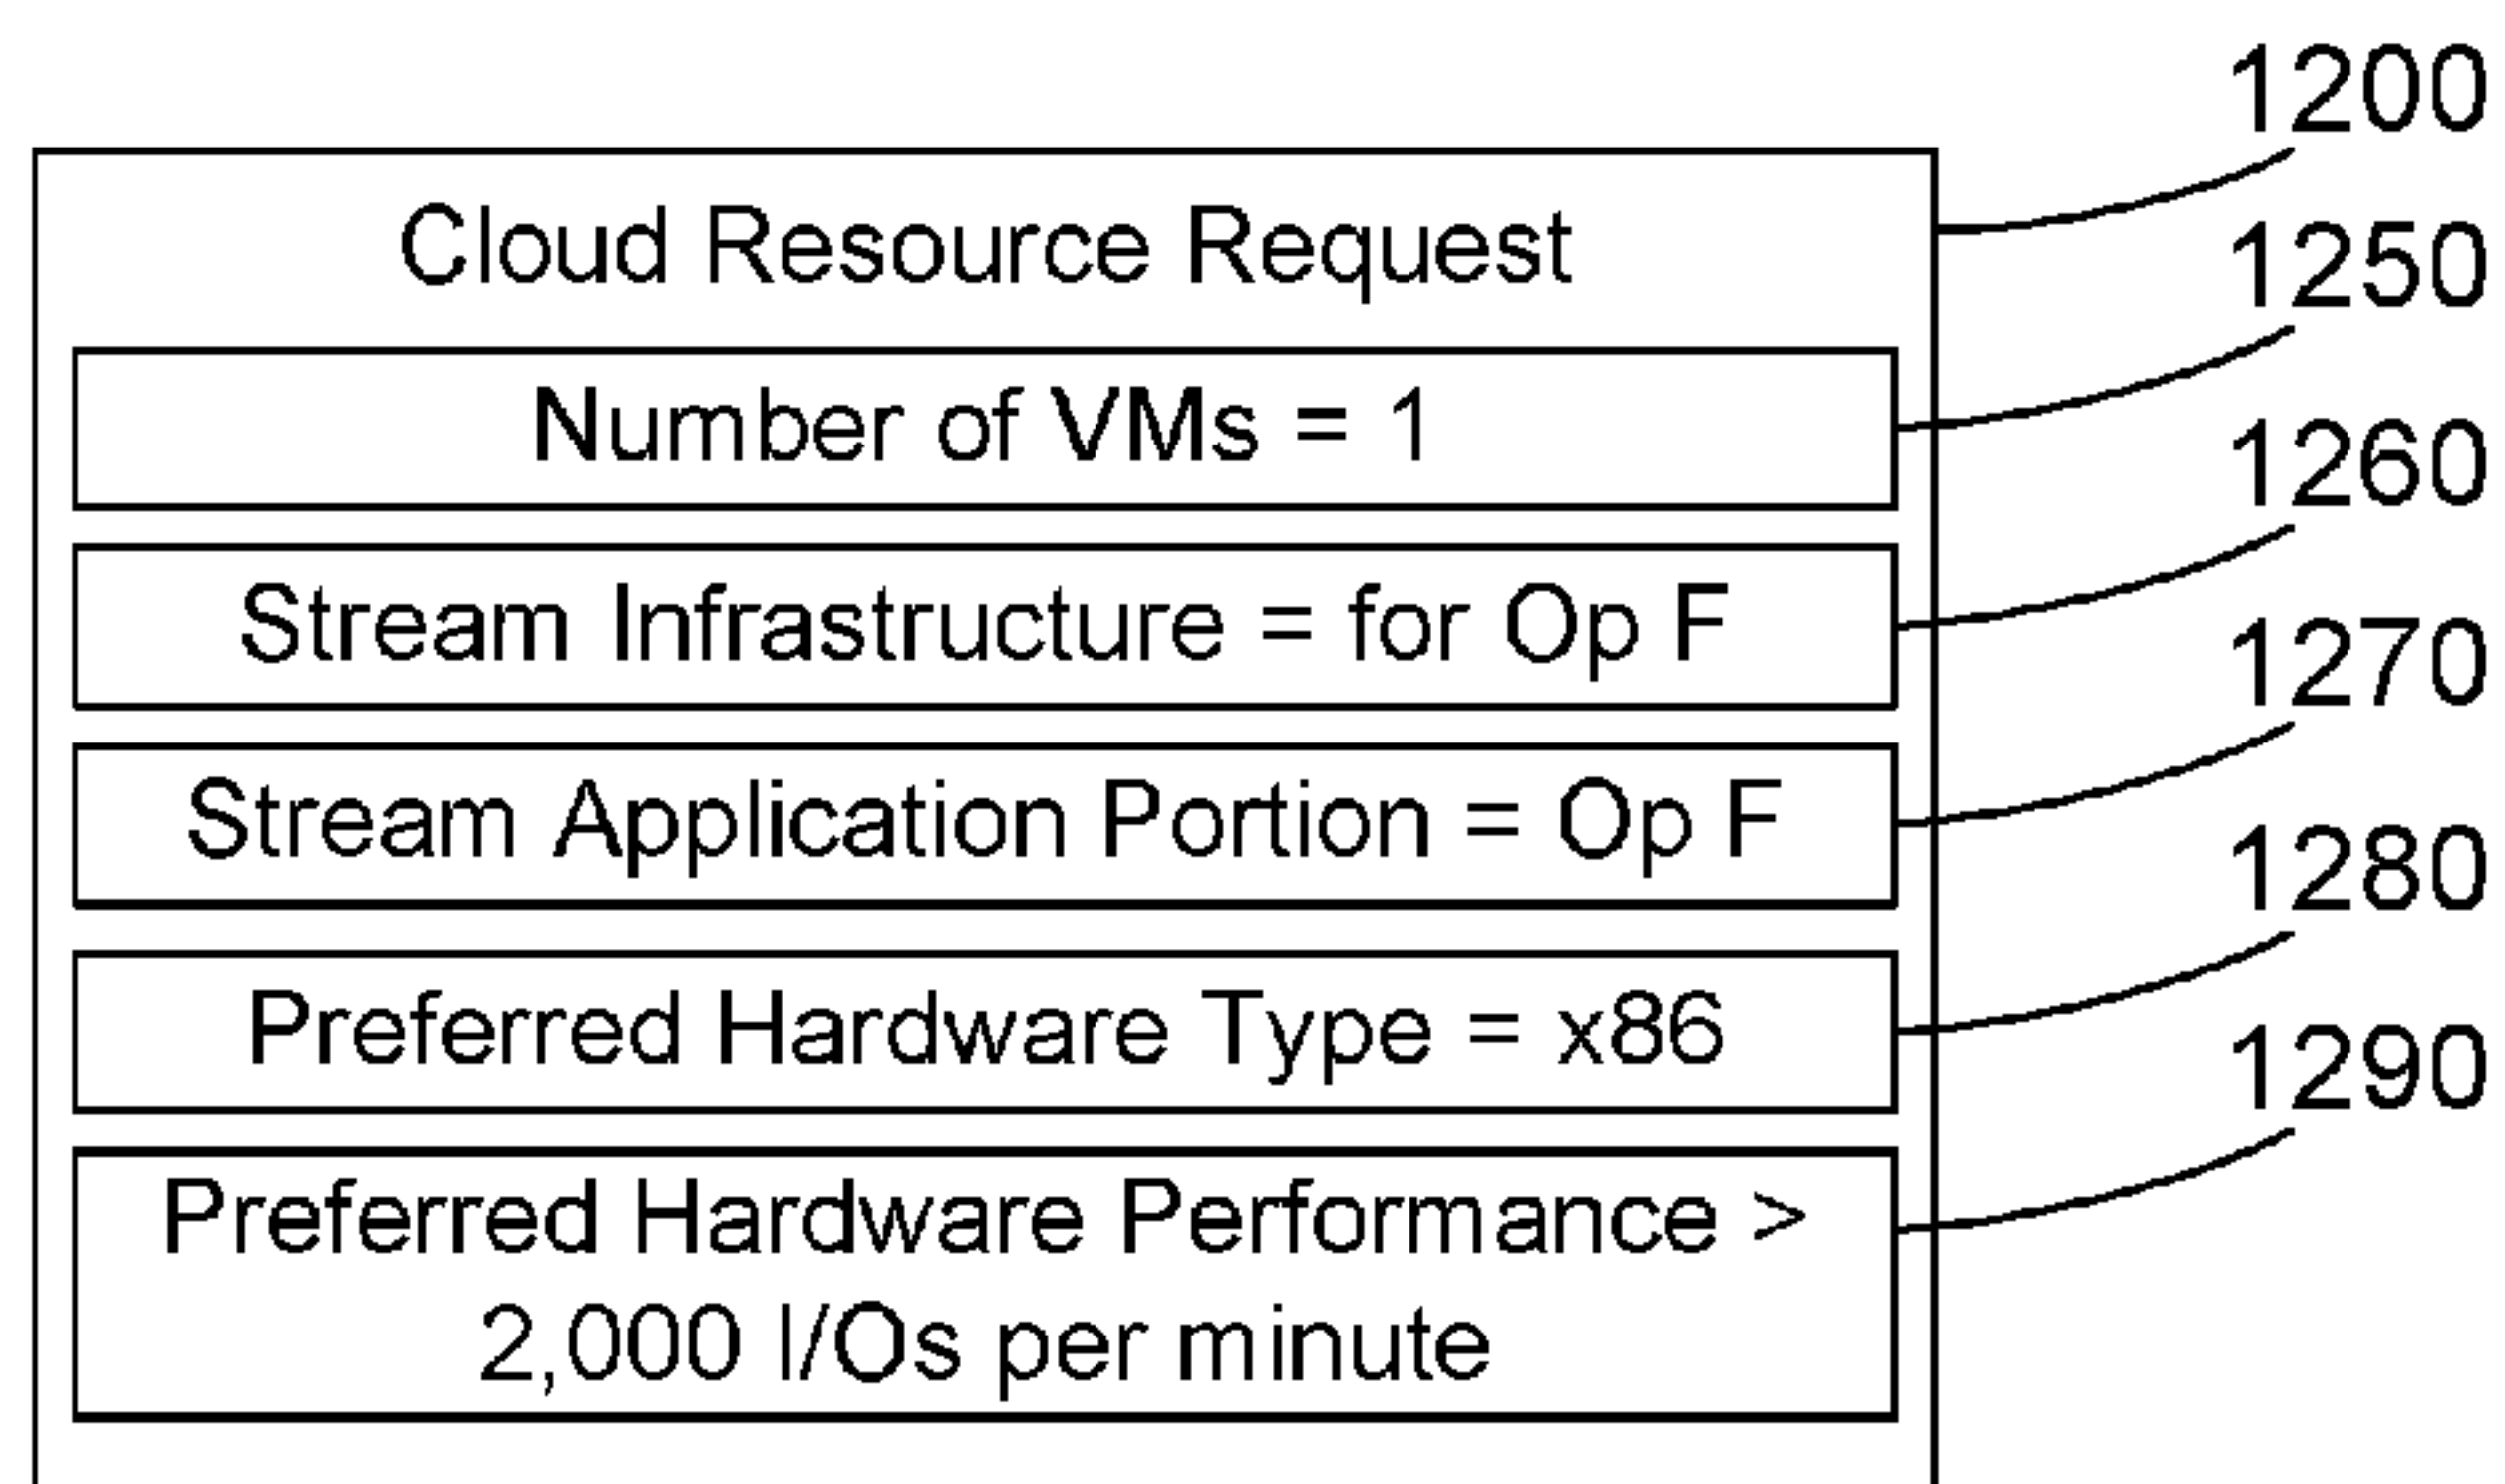 1200
Cloud Resource Request
1250
Number of VMs = 1
1260
Stream Infrastructure = for Op F
1270
Stream Application Portion = Op F
1280
Preferred Hardware Type = x86
1290
Preferred Hardware Performance >
2,000 I/Os per minute